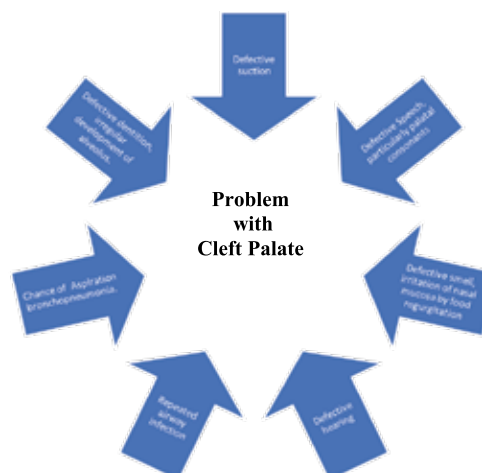 Defective
suction
Defective Speech,
particularly palatal
consonants
Defective smell,
irritation of nasal
mucosa by food
regurgitation
Defective
hearing
Repeated
airway
infection
Chance of Aspiration
bronchopneumonia.
Defective dentition,
irregular
development of
alveolus.
Problem
with
Cleft Palate